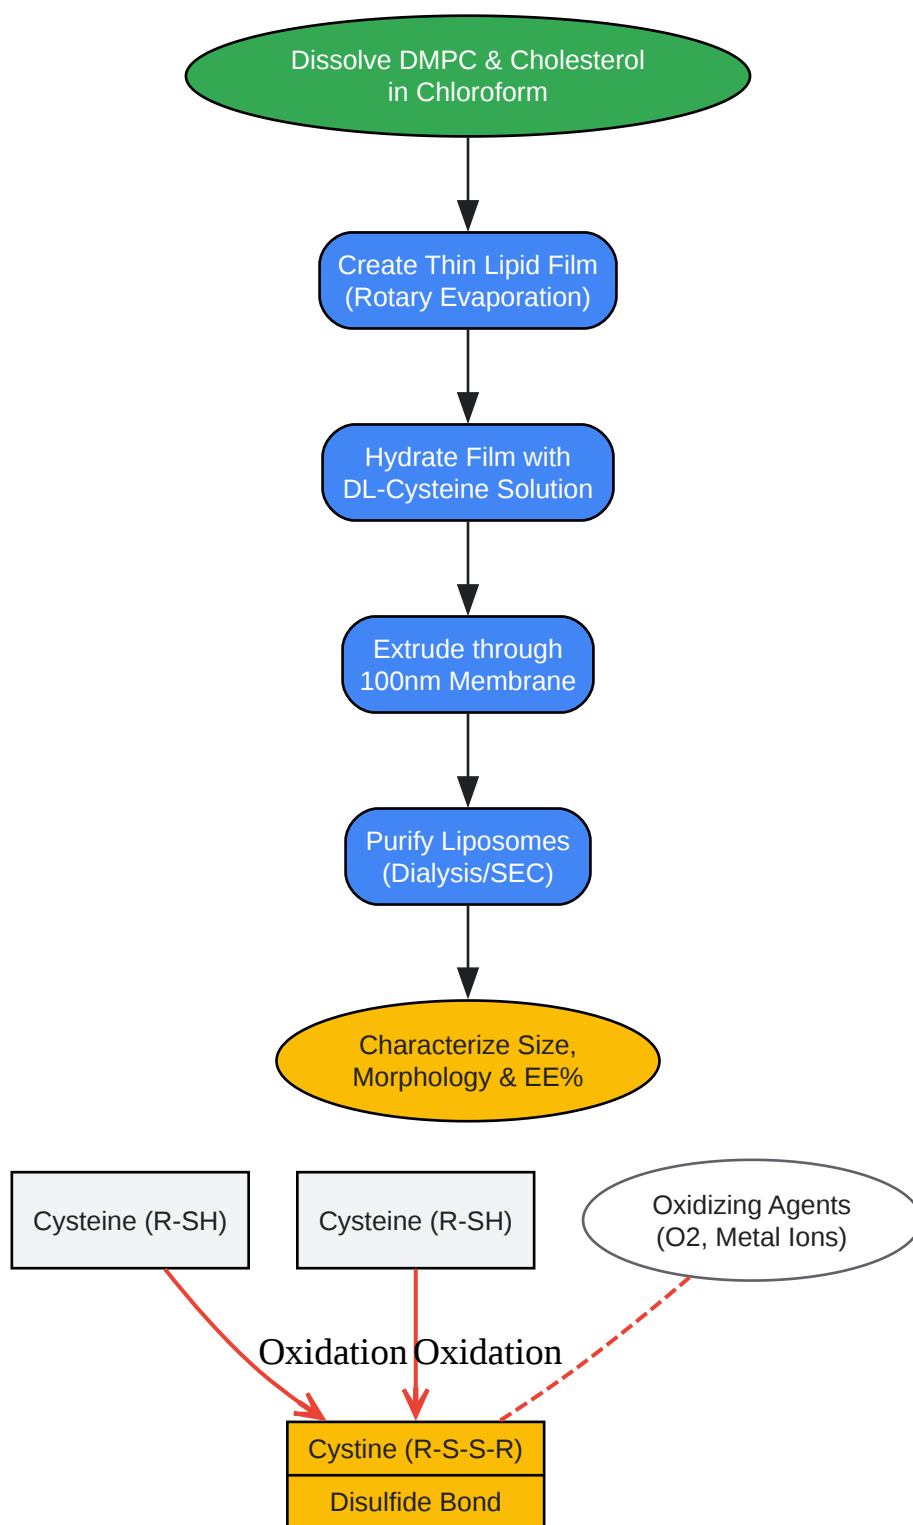 Dissolve DMPC & Cholesterol
in Chloroform
Create Thin Lipid Film
(Rotary Evaporation)
Hydrate Film with
DL-Cysteine Solution
Extrude through
100nm Membrane
Purify Liposomes
(Dialysis/SEC)
Characterize Size,
Morphology & EE%
Cysteine (R-SH)
Cysteine (R-SH)
Oxidizing Agents
(O2, Metal Ions)
Oxidation
Oxidation
Cystine (R-S-S-R)
Disulfide Bond